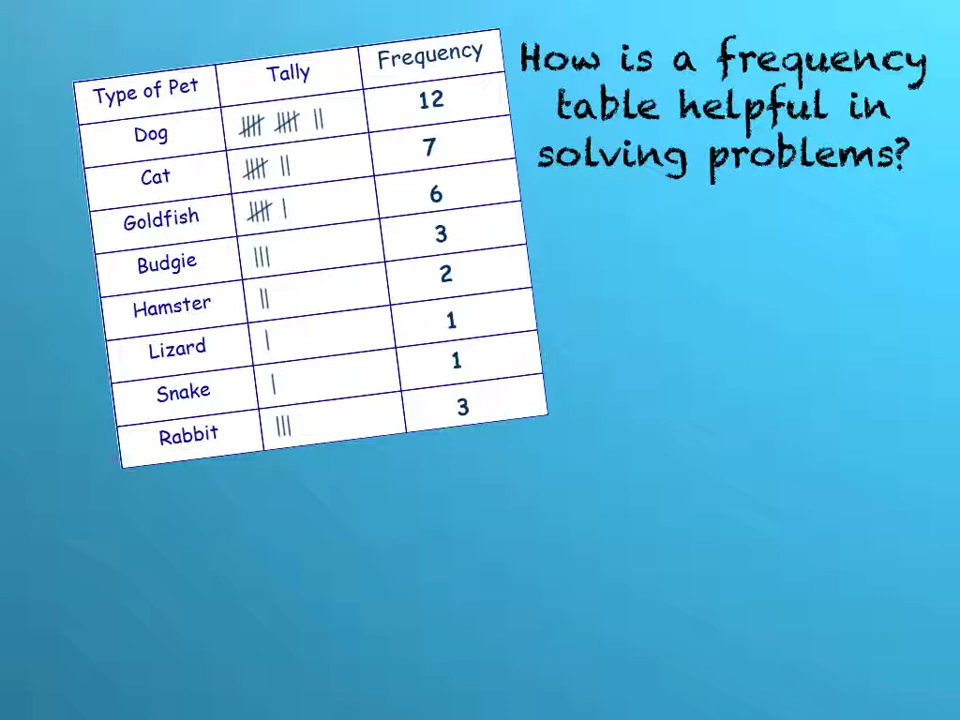 Type of Pet Tally Frequency
Dog 12
Cat 7
Goldfish 6
Budgie 3
Hamster 2
Lizard 1
Snake 1
Rabbit 3
How is a frequency
table helpful in
solving problems?